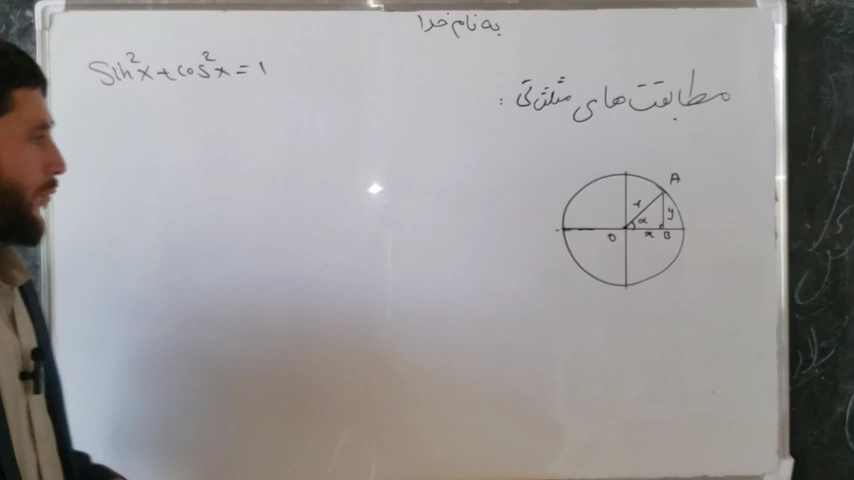 به نام خدا
Sin²x + cos²x = 1
مطابقت های مثلثاتی :
A
r
α
y
O
x
B